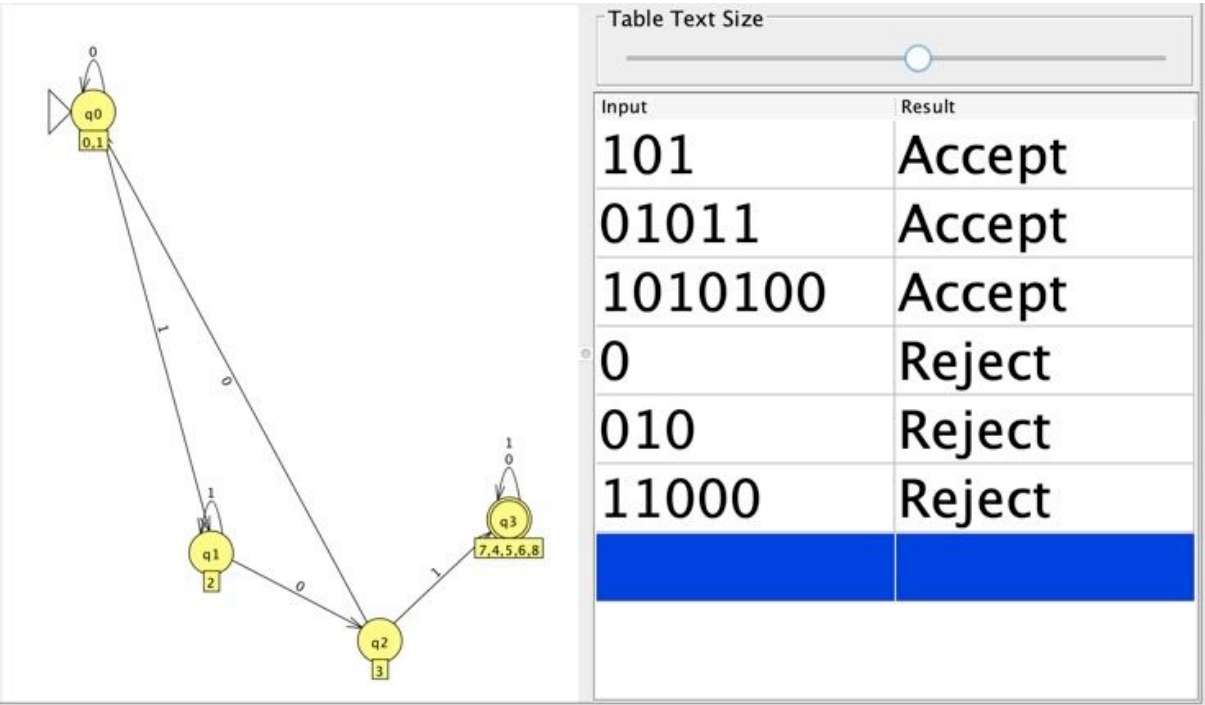 0
q0
0,1
1
0
1
q1
2
0
q2
3
1
1
0
q3
7,4,5,6,8
Table Text Size
Input Result
101 Accept
01011 Accept
1010100 Accept
0 Reject
010 Reject
11000 Reject